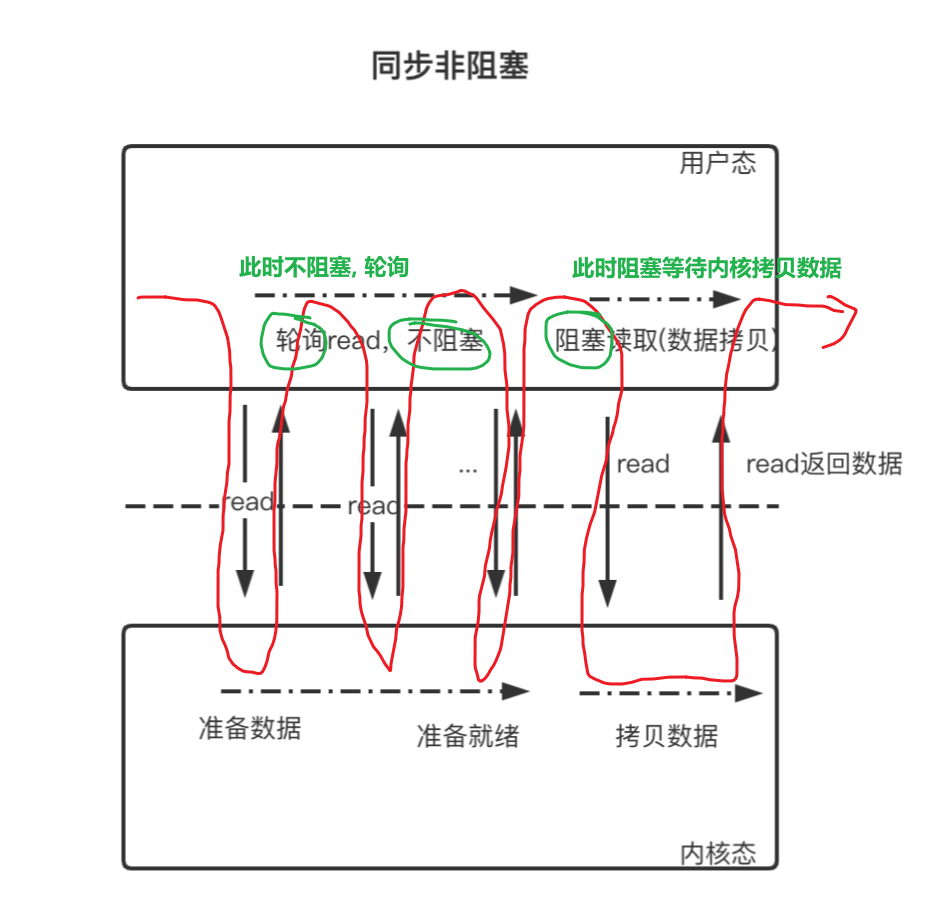 同步非阻塞
用户态
此时不阻塞, 轮询
此时阻塞等待内核拷贝数据
轮询read，不阻塞
阻塞读取(数据拷贝)
...
read
read返回数据
read
read
准备数据
准备就绪
拷贝数据
内核态